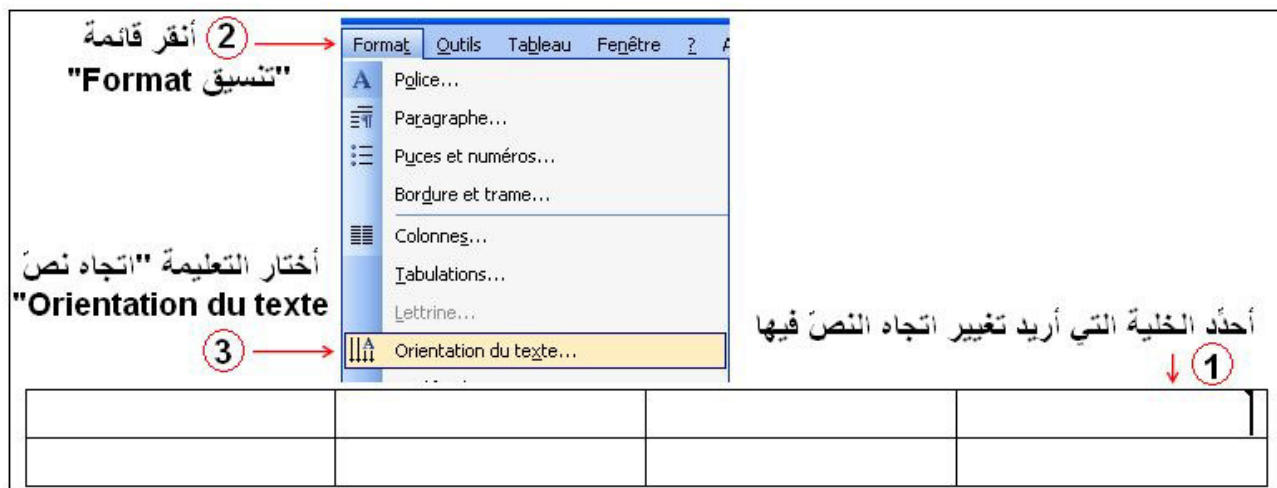 ② أنقر قائمة
"تنسيق Format"
Format Outils Tableau Fenêtre ?
Police...
Paragraphe...
Puces et numéros...
Bordure et trame...
Colonnes...
Tabulations...
Lettrine...
Orientation du texte...
أختار التعليمة "اتجاه نصّ
Orientation du texte"
③
أحدّد الخلية التي أريد تغيير اتجاه النصّ فيها
①